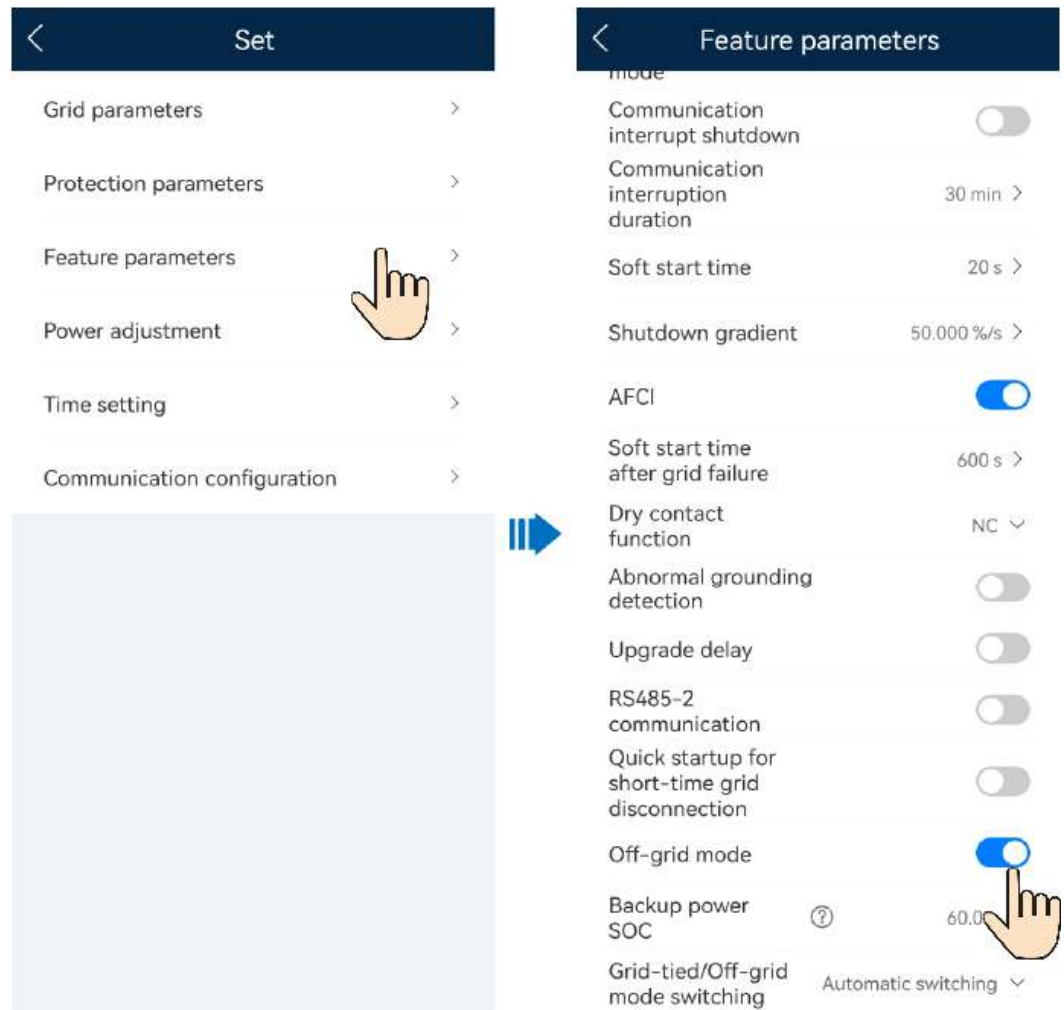 Set
Grid parameters
Protection parameters
Feature parameters
Power adjustment
Time setting
Communication configuration
Feature parameters
mode
Communication
interrupt shutdown
Communication
interruption
duration
30 min
Soft start time
20 s
Shutdown gradient
50.000 %/s
AFCI
Soft start time
after grid failure
600 s
Dry contact
function
NC
Abnormal grounding
detection
Upgrade delay
RS485-2
communication
Quick startup for
short-time grid
disconnection
Off-grid mode
Backup power
SOC
?
60.0
Grid-tied/Off-grid
mode switching
Automatic switching